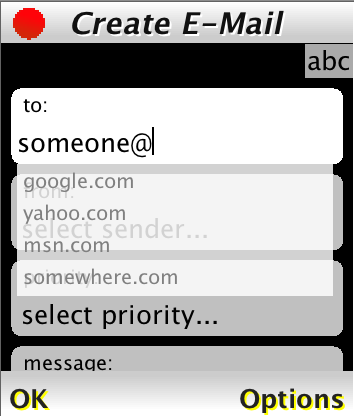 Create E-Mail
abc
to:
someone@
google.com
from:
yahoo.com
select sender...
msn.com
priority:
somewhere.com
select priority...
message:
OK
Options